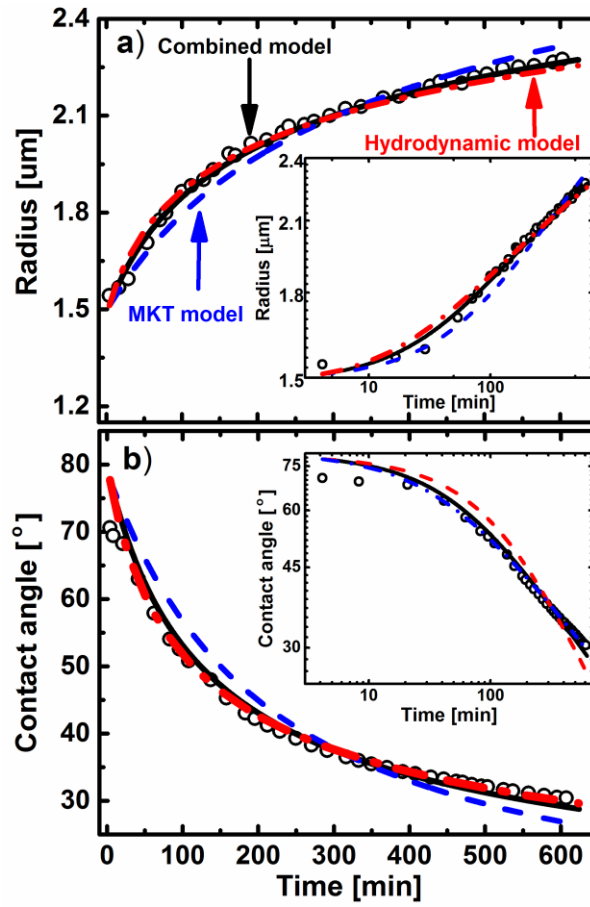 a)
Combined model
Hydrodynamic model
MKT model
Radius [um]
2.4
2.1
1.8
1.5
1.2
Radius [μm]
2.4
2.1
1.8
1.5
10
100
Time [min]
b)
Contact angle [°]
80
70
60
50
40
30
Contact angle [°]
75
60
45
30
10
100
Time [min]
0 100 200 300 400 500 600
Time [min]